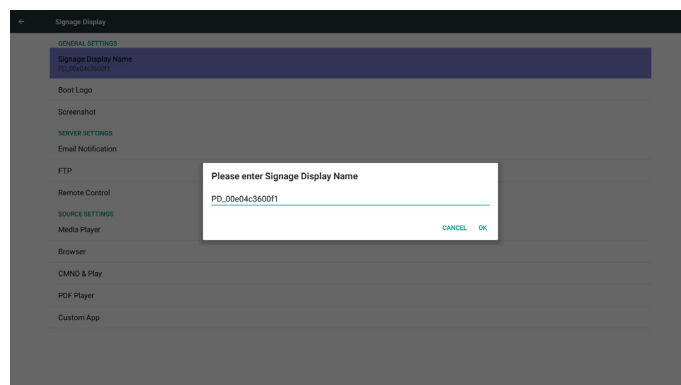 Signage Display
GENERAL SETTINGS
Signage Display Name
PD_00e04c3600f1
Boot Logo
Screenshot
SERVER SETTINGS
Email Notification
FTP
Remote Control
SOURCE SETTINGS
Media Player
Browser
CMND & Play
PDF Player
Custom App
Please enter Signage Display Name
PD_00e04c3600f1
CANCEL OK